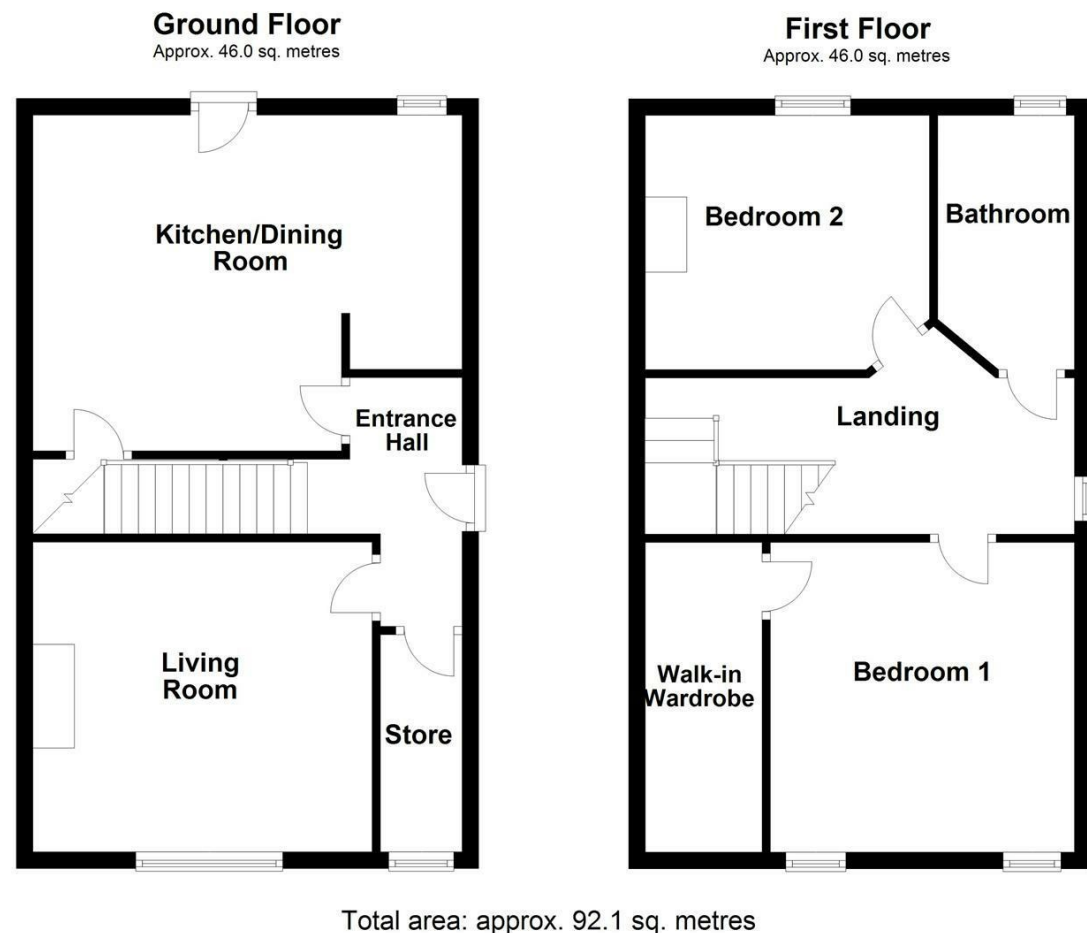 Ground Floor
Approx. 46.0 sq. metres
Kitchen/Dining
Room
Entrance
Hall
Living
Room
Store
First Floor
Approx. 46.0 sq. metres
Bedroom 2
Bathroom
Landing
Walk-in
Wardrobe
Bedroom 1
Total area: approx. 92.1 sq. metres